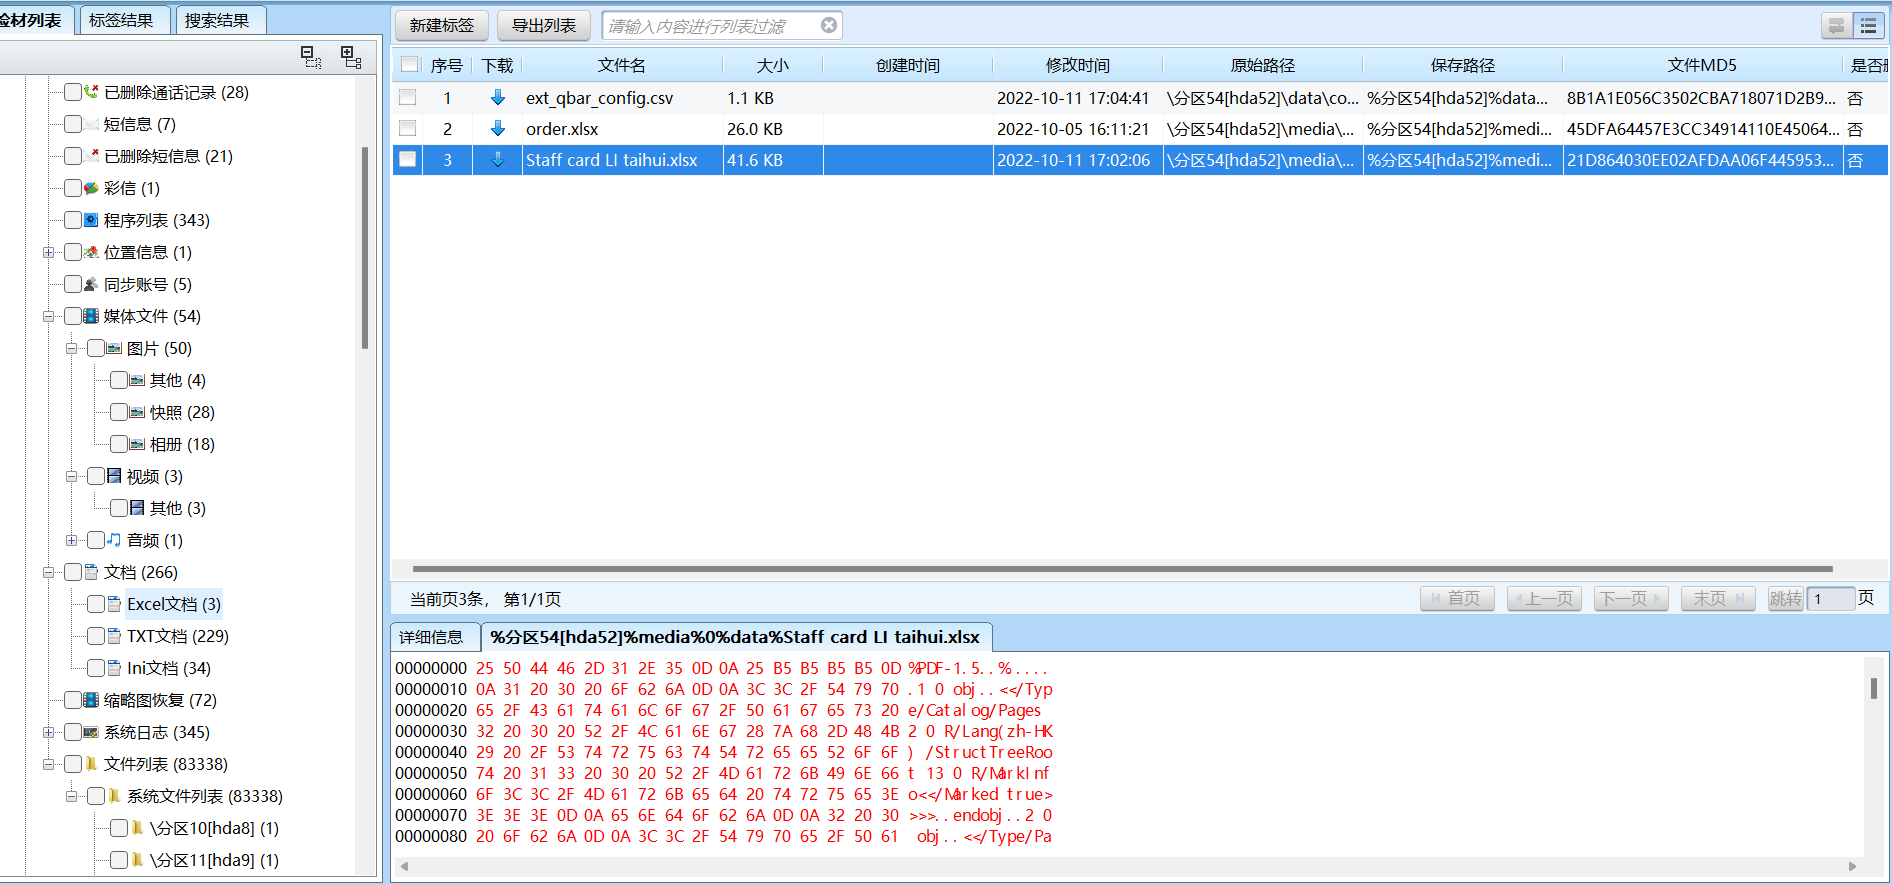 检材列表 标签结果 搜索结果
已删除通话记录 (28)
短信息 (7)
已删除短信息 (21)
彩信 (1)
程序列表 (343)
位置信息 (1)
同步账号 (5)
媒体文件 (54)
图片 (50)
其他 (4)
快照 (28)
相册 (18)
视频 (3)
其他 (3)
音频 (1)
文档 (266)
Excel文档 (3)
TXT文档 (229)
Ini文档 (34)
缩略图恢复 (72)
系统日志 (345)
文件列表 (83338)
系统文件列表 (83338)
\分区10[hda8] (1)
\分区11[hda9] (1)
新建标签 导出列表 请输入内容进行列表过滤
序号 下载 文件名 大小 创建时间 修改时间 原始路径 保存路径 文件MD5 是否删
1 ext_qbar_config.csv 1.1 KB 2022-10-11 17:04:41 \分区54[hda52]\data\co... %分区54[hda52]%data... 8B1A1E056C3502CBA718071D2B9... 否
2 order.xlsx 26.0 KB 2022-10-05 16:11:21 \分区54[hda52]\media\... %分区54[hda52]%medi... 45DFA64457E3CC34914110E45064... 否
3 Staff card LI taihui.xlsx 41.6 KB 2022-10-11 17:02:06 \分区54[hda52]\media\... %分区54[hda52]%medi... 21D864030EE02AFDAA06F445953... 否
当前页3条， 第1/1页 首页 上一页 下一页 末页 跳转 1 页
详细信息 %分区54[hda52]%media%0%data%Staff card LI taihui.xlsx
00000000 25 50 44 46 2D 31 2E 35 0D 0A 25 B5 B5 B5 B5 0D %PDF-1.5..%....
00000010 0A 31 20 30 20 6F 62 6A 0D 0A 3C 3C 2F 54 79 70 .1 0 obj..<</Typ
00000020 65 2F 43 61 74 61 6C 6F 67 2F 50 61 67 65 73 20 e/Catalog/Pages
00000030 32 20 30 20 52 2F 4C 61 6E 67 28 7A 68 2D 48 4B 2 0 R/Lang(zh-HK
00000040 29 20 2F 53 74 72 75 63 74 54 72 65 65 52 6F 6F ) /StructTreeRoo
00000050 74 20 31 33 20 30 20 52 2F 4D 61 72 6B 49 6E 66 t 13 0 R/MarkInf
00000060 6F 3C 3C 2F 4D 61 72 6B 65 64 20 74 72 75 65 3E o<</Marked true>
00000070 3E 3E 3E 0D 0A 65 6E 64 6F 62 6A 0D 0A 32 20 30 >>>..endobj..2 0
00000080 20 6F 62 6A 0D 0A 3C 3C 2F 54 79 70 65 2F 50 61 obj..<</Type/Pa